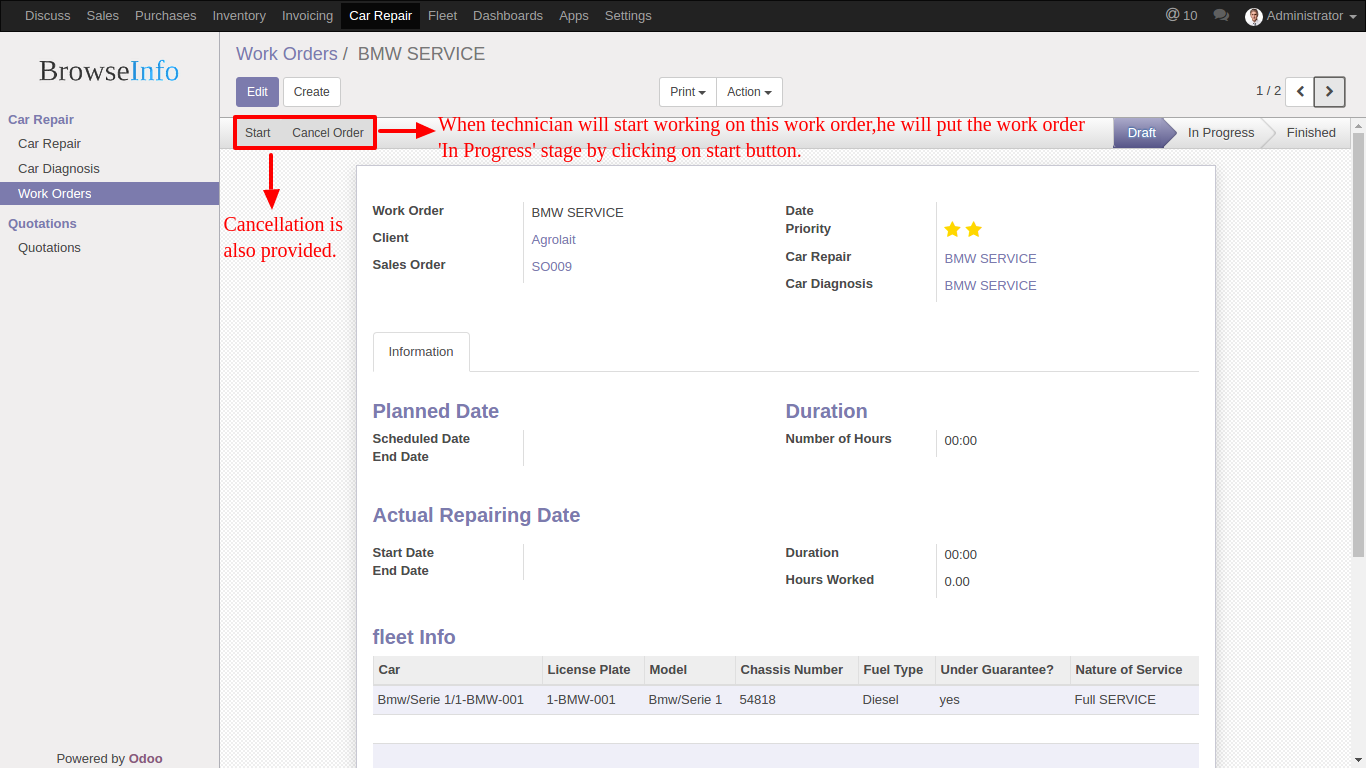 Discuss Sales Purchases Inventory Invoicing Car Repair Fleet Dashboards Apps Settings @ 10 Administrator
BrowseInfo
Car Repair
Car Repair
Car Diagnosis
Work Orders
Quotations
Quotations
Powered by Odoo
Work Orders / BMW SERVICE
Edit Create Print Action 1 / 2
Start Cancel Order
When technician will start working on this work order,he will put the work order
'In Progress' stage by clicking on start button.
Draft In Progress Finished
Cancellation is
also provided.
Work Order BMW SERVICE
Client Agrolait
Sales Order SO009
Date
Priority
Car Repair BMW SERVICE
Car Diagnosis BMW SERVICE
Information
Planned Date
Scheduled Date
End Date
Duration
Number of Hours 00:00
Actual Repairing Date
Start Date
End Date
Duration 00:00
Hours Worked 0.00
fleet Info
Car License Plate Model Chassis Number Fuel Type Under Guarantee? Nature of Service
Bmw/Serie 1/1-BMW-001 1-BMW-001 Bmw/Serie 1 54818 Diesel yes Full SERVICE